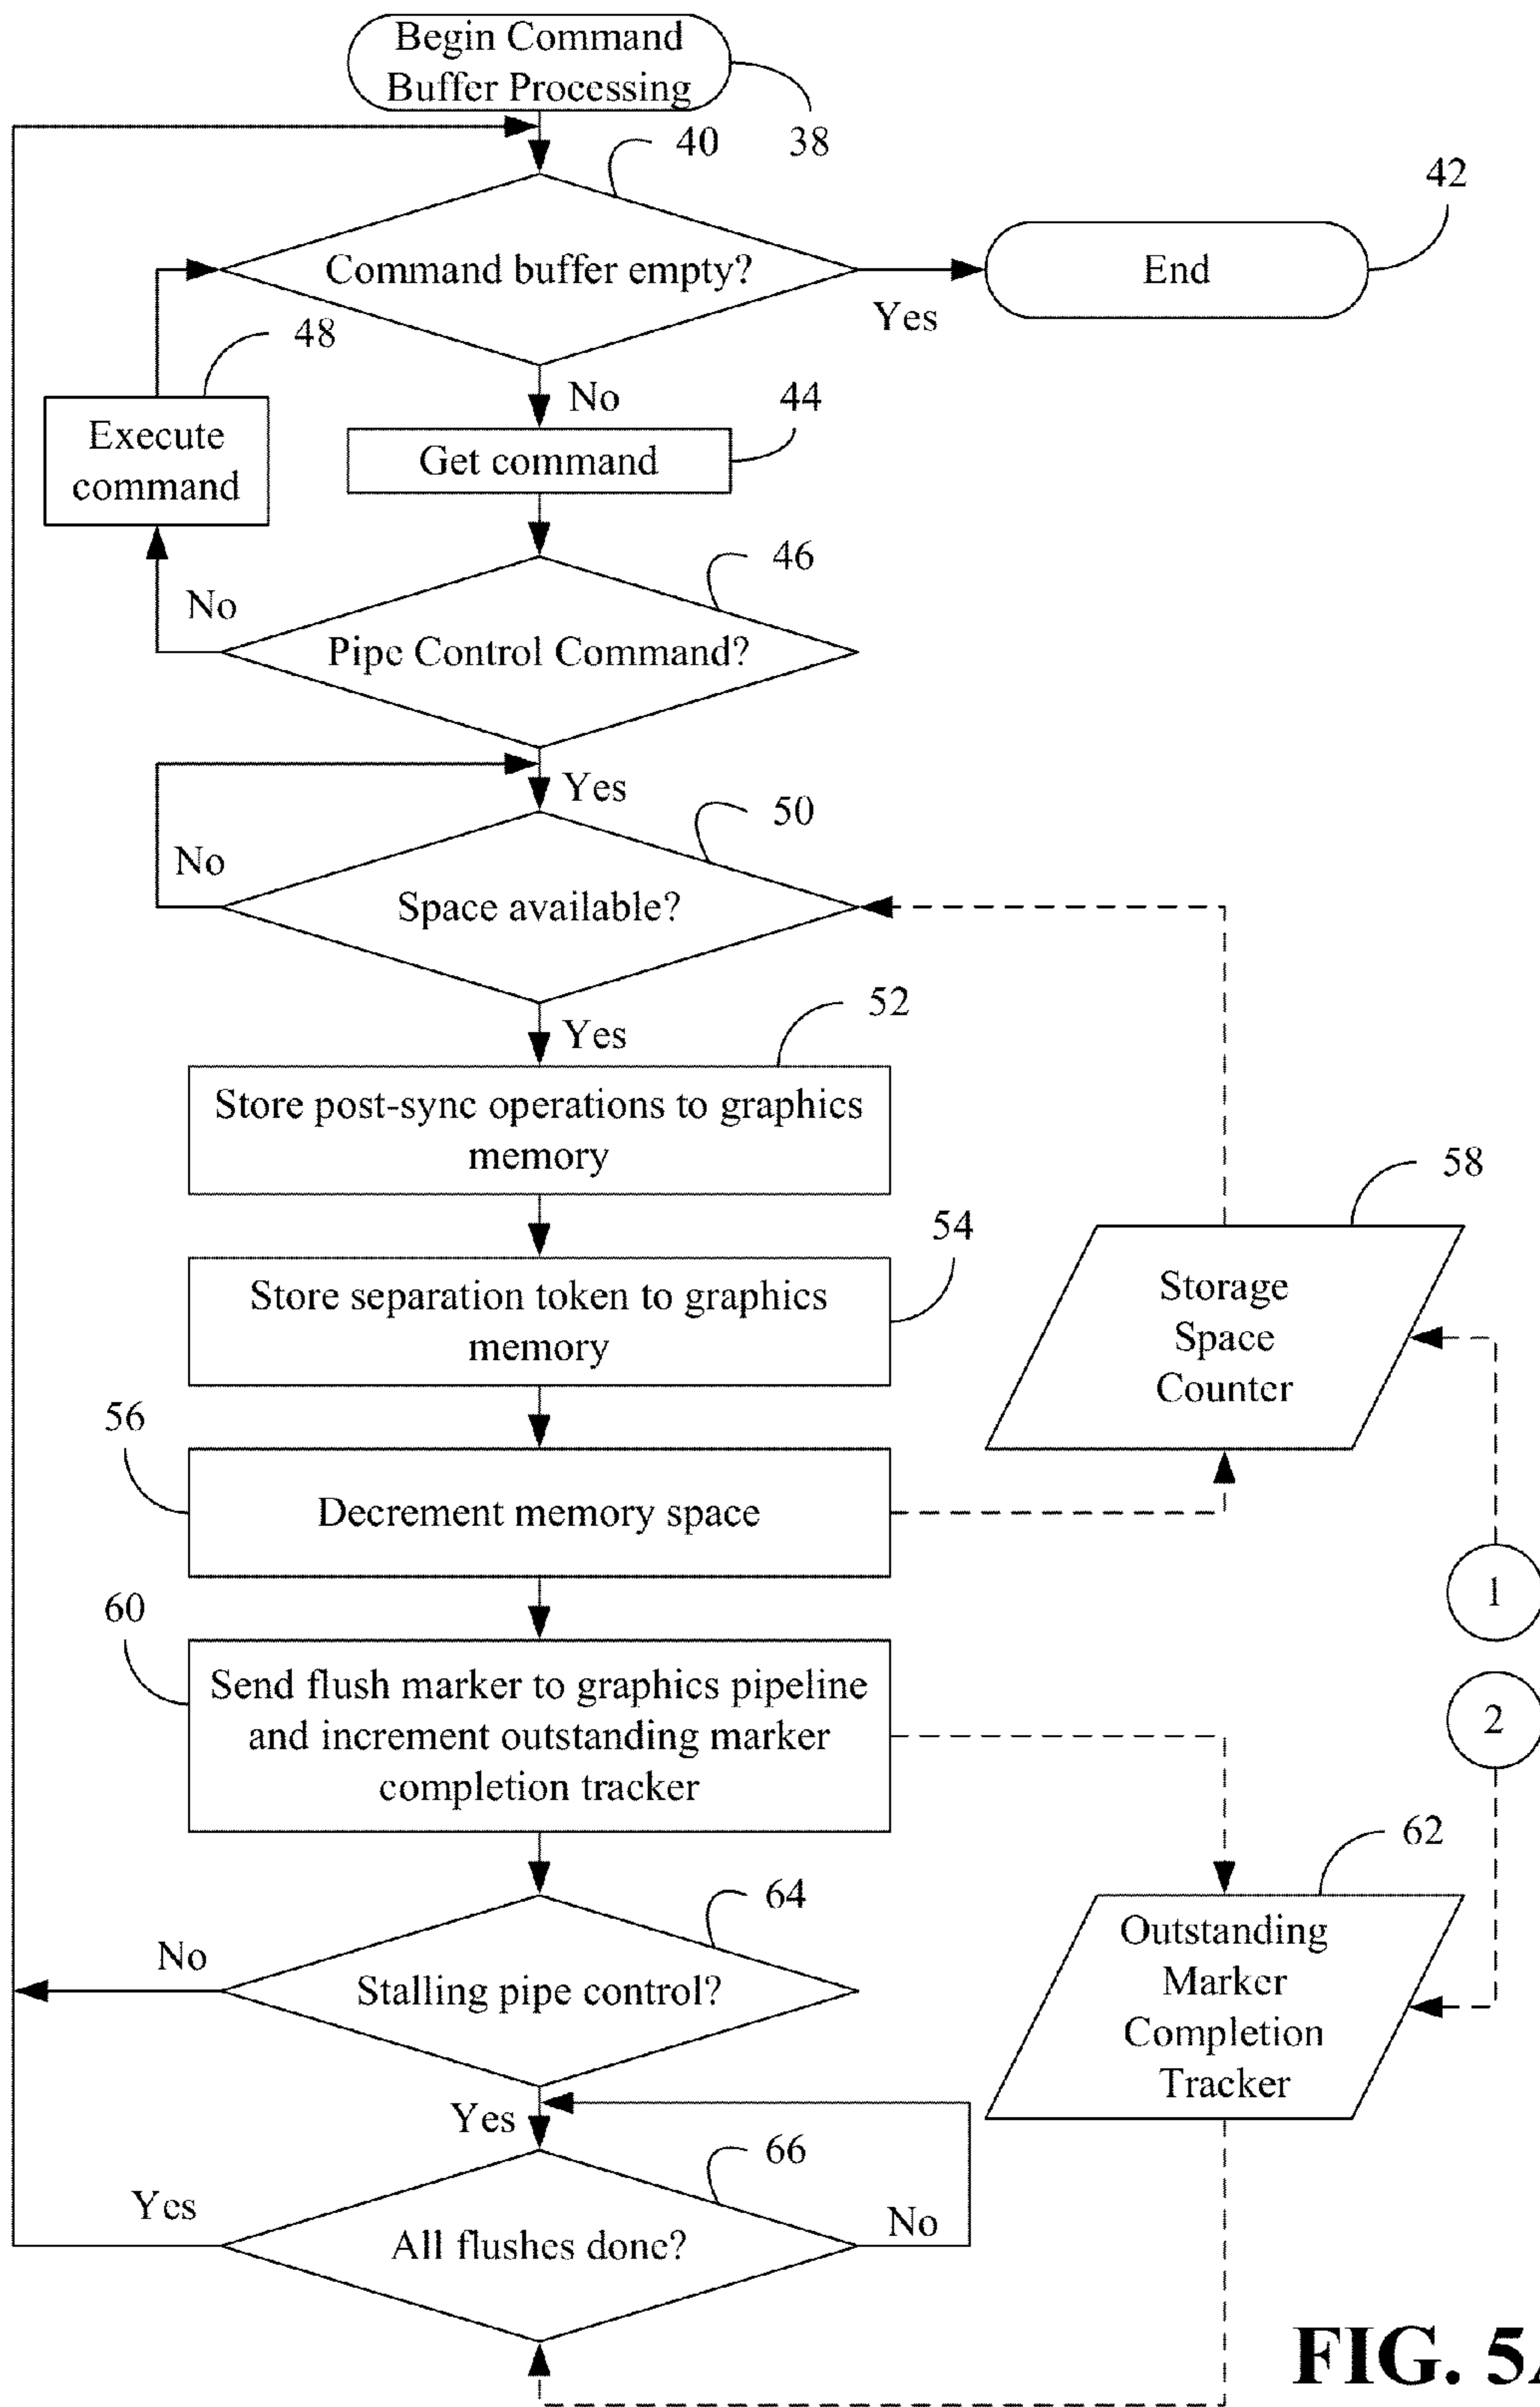 Begin Command
Buffer Processing
38
40
42
Command buffer empty?
End
Yes
48
No
44
Execute
command
Get command
46
No
Pipe Control Command?
Yes
50
No
Space available?
Yes
52
Store post-sync operations to graphics
memory
58
54
Store separation token to graphics
memory
Storage
Space
Counter
56
Decrement memory space
1
60
Send flush marker to graphics pipeline
and increment outstanding marker
completion tracker
2
62
64
No
Stalling pipe control?
Outstanding
Marker
Completion
Tracker
Yes
66
Yes
No
All flushes done?
FIG. 5A